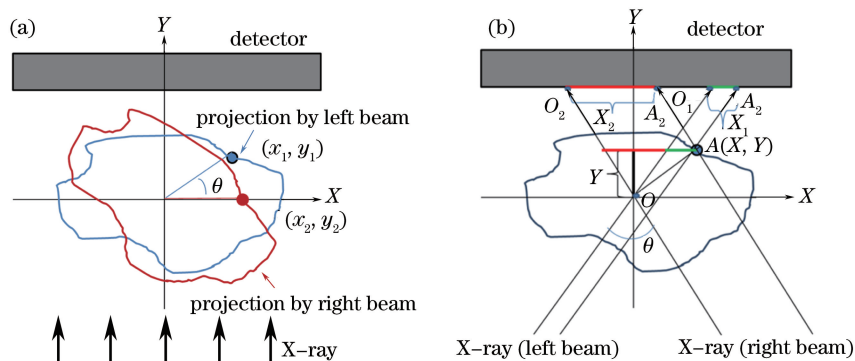 (a)
Y
detector
projection by left beam
(x₁, y₁)
θ
X
(x₂, y₂)
projection by right beam
X-ray
(b)
Y
detector
O₂
X₂
A₂
O₁
A₂
X₁
A(X, Y)
Y
O
X
θ
X-ray (left beam)
X-ray (right beam)